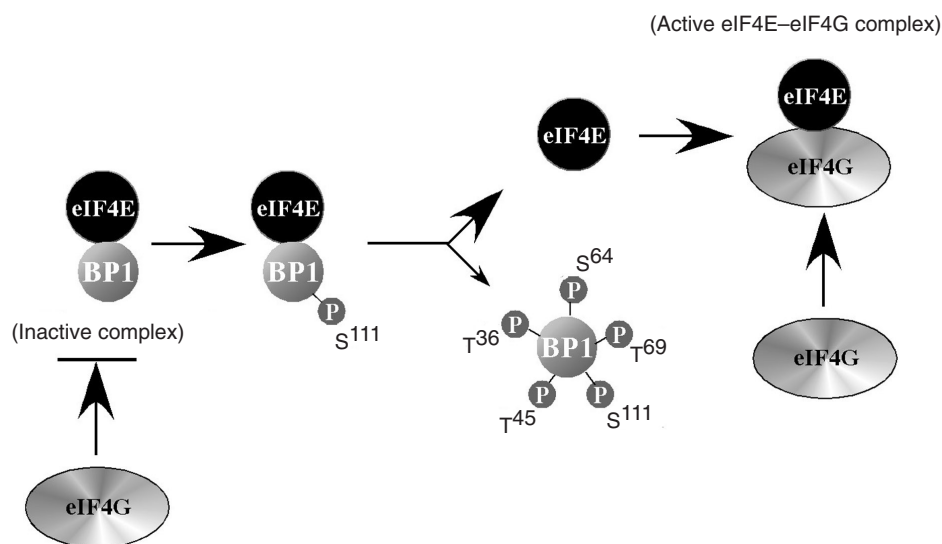 (Active eIF4E–eIF4G complex)
eIF4E
eIF4G
eIF4E
eIF4E
BP1
(Inactive complex)
eIF4E
BP1
P
S111
S64
P
T36
P
BP1
P
T69
P
T45
P
S111
eIF4G
eIF4G